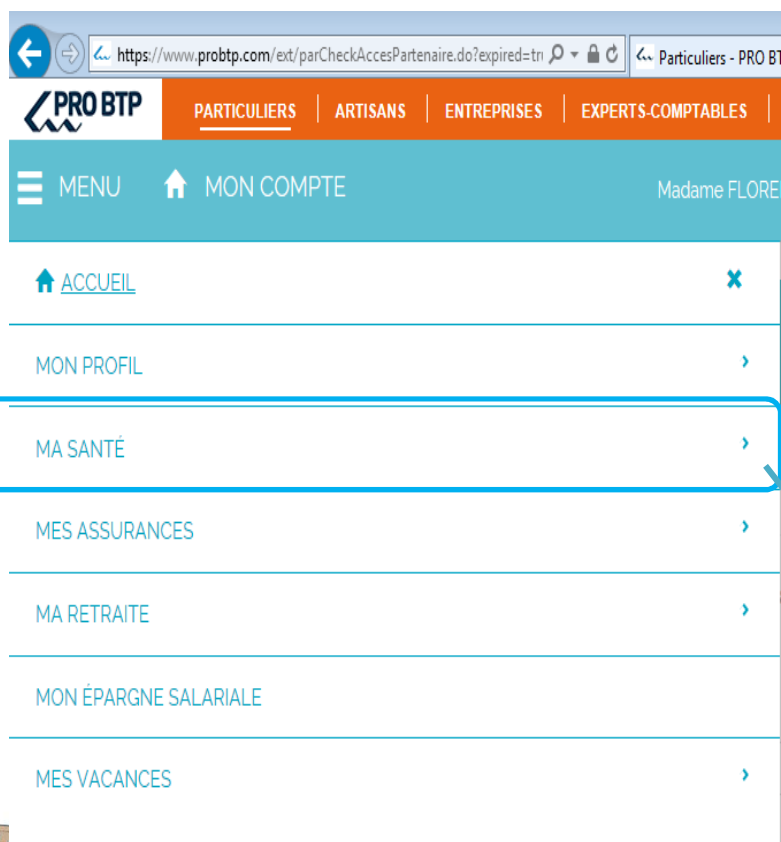 https://www.probtp.com/ext/parCheckAccesPartenaire.do?expired=tr Particuliers - PRO BT
PRO BTP PARTICULIERS ARTISANS ENTREPRISES EXPERTS-COMPTABLES
MENU MON COMPTE Madame FLORE
ACCUEIL
MON PROFIL
MA SANTÉ
MES ASSURANCES
MA RETRAITE
MON ÉPARGNE SALARIALE
MES VACANCES